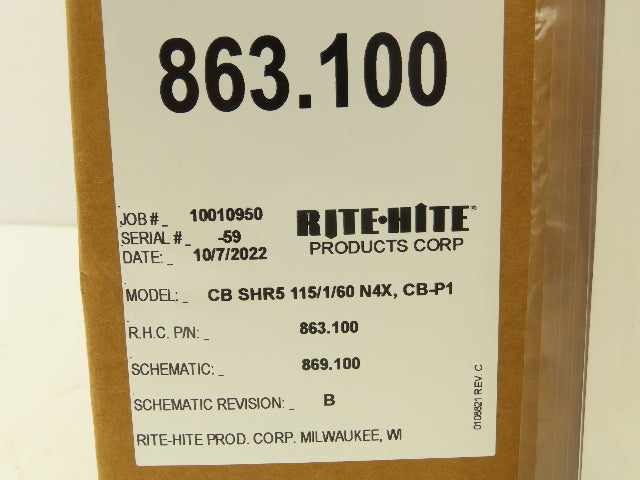 863.100
JOB #_ 10010950
SERIAL #_ -59
DATE:_ 10/7/2022
RITE-HITE®
PRODUCTS CORP
MODEL:_ CB SHR5 115/1/60 N4X, CB-P1
R.H.C. P/N:_ 863.100
SCHEMATIC:_ 869.100
SCHEMATIC REVISION:_ B
RITE-HITE PROD. CORP. MILWAUKEE, WI
0108821 REV. C